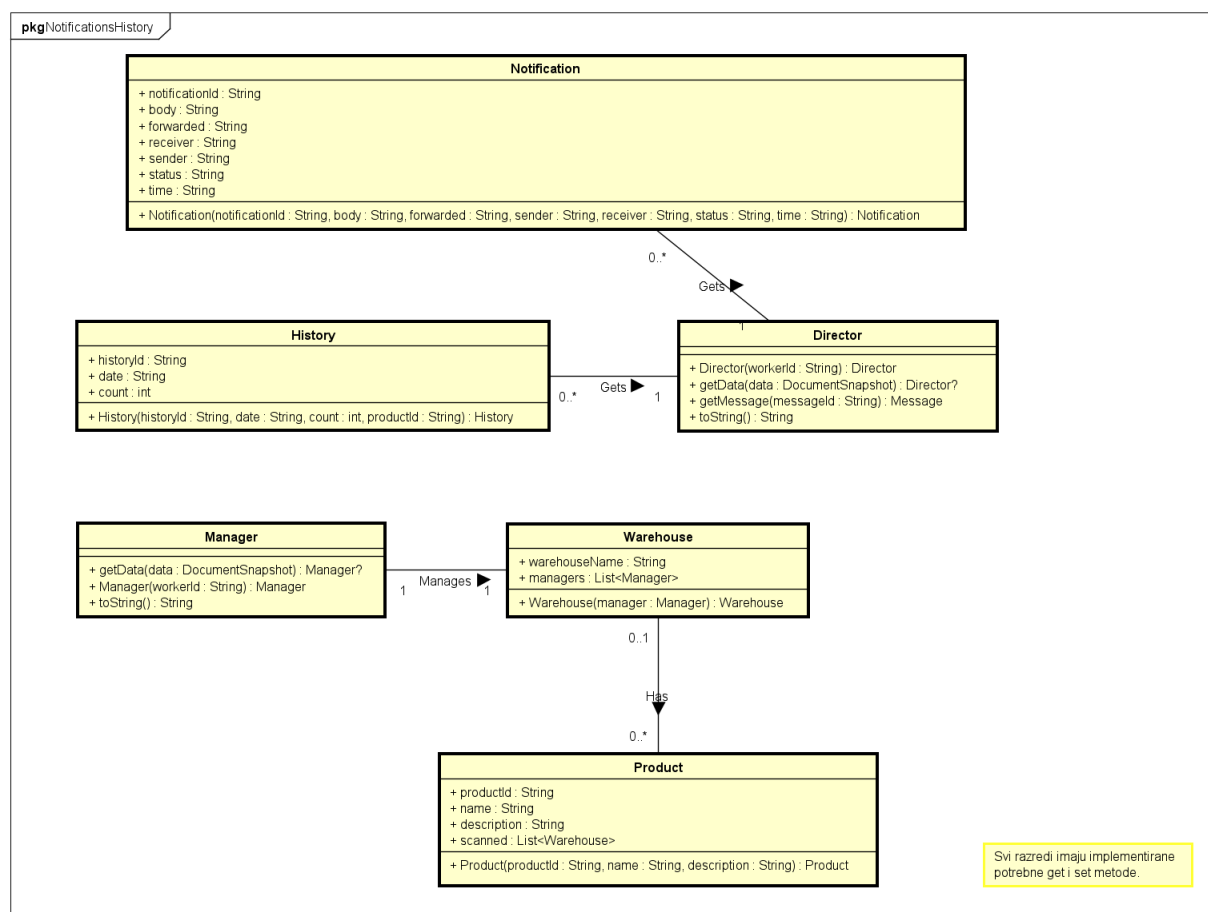 pkg NotificationsHistory
Notification
+ notificationId : String
+ body : String
+ forwarded : String
+ receiver : String
+ sender : String
+ status : String
+ time : String
+ Notification(notificationId : String, body : String, forwarded : String, sender : String, receiver : String, status : String, time : String) : Notification
0..*
Gets
1
History
+ historyId : String
+ date : String
+ count : int
+ History(historyId : String, date : String, count : int, productId : String) : History
0..*
Gets
1
Director
+ Director(workerId : String) : Director
+ getData(data : DocumentSnapshot) : Director?
+ getMessage(messageId : String) : Message
+ toString() : String
Manager
+ getData(data : DocumentSnapshot) : Manager?
+ Manager(workerId : String) : Manager
+ toString() : String
1
Manages
1
Warehouse
+ warehouseName : String
+ managers : List<Manager>
+ Warehouse(manager : Manager) : Warehouse
0..1
Has
0..*
Product
+ productId : String
+ name : String
+ description : String
+ scanned : List<Warehouse>
+ Product(productId : String, name : String, description : String) : Product
Svi razredi imaju implementirane
potrebne get i set metode.